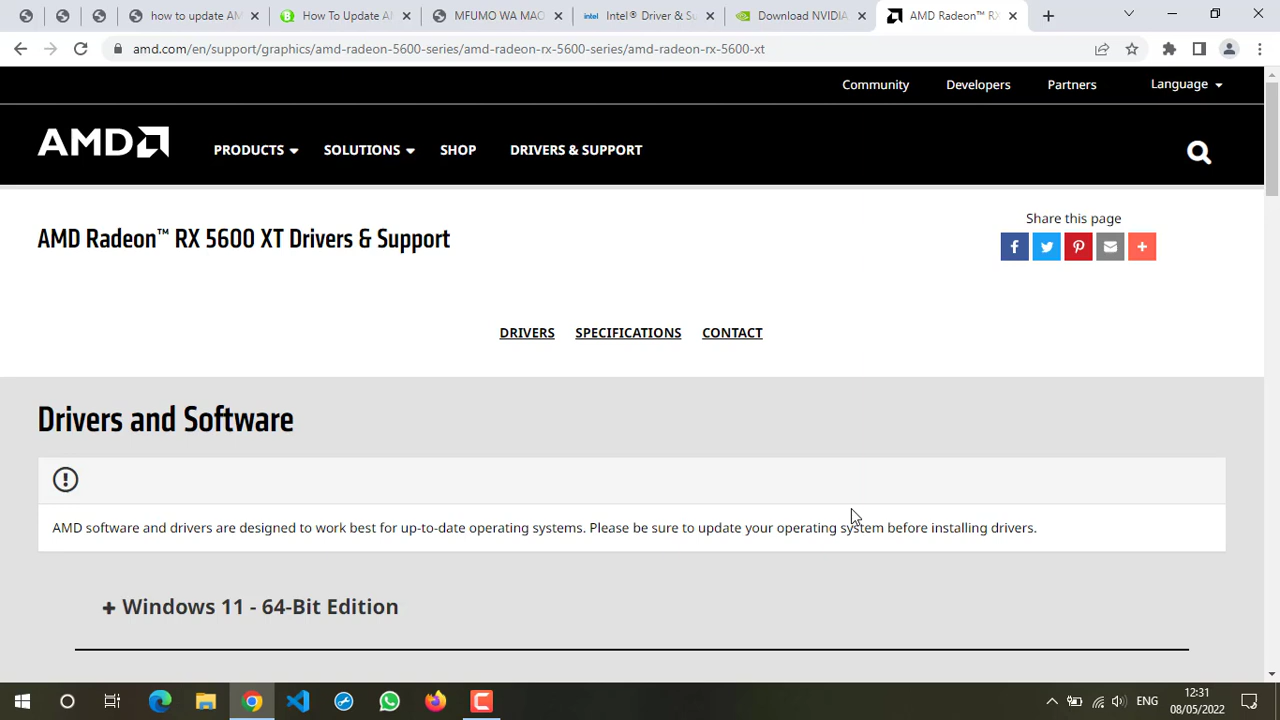 how to update AM
How To Update A
MFUMO WA MAO
intel Intel® Driver & Su
Download NVIDIA
AMD Radeon™ RX
amd.com/en/support/graphics/amd-radeon-5600-series/amd-radeon-rx-5600-series/amd-radeon-rx-5600-xt
Community Developers Partners Language
AMD PRODUCTS SOLUTIONS SHOP DRIVERS & SUPPORT
AMD Radeon™ RX 5600 XT Drivers & Support
Share this page
DRIVERS SPECIFICATIONS CONTACT
Drivers and Software
AMD software and drivers are designed to work best for up-to-date operating systems. Please be sure to update your operating system before installing drivers.
+ Windows 11 - 64-Bit Edition
ENG
12:31
08/05/2022